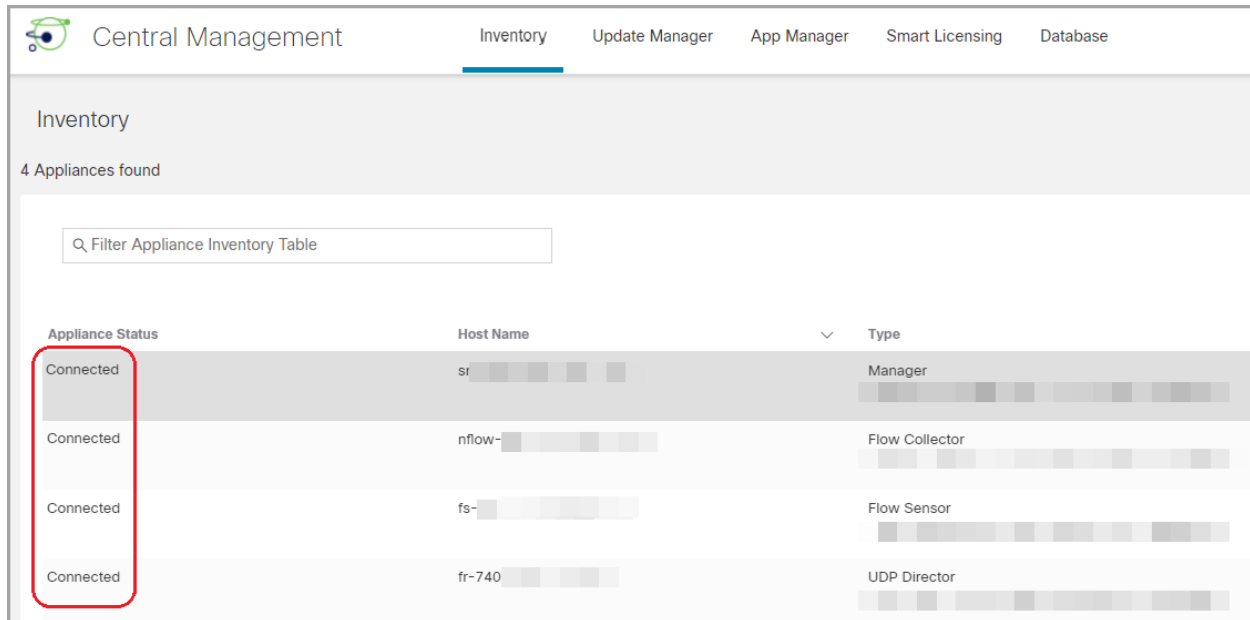 Central Management
Inventory
Update Manager
App Manager
Smart Licensing
Database
Inventory
4 Appliances found
Filter Appliance Inventory Table
Appliance Status
Host Name
Type
Connected
Manager
Connected
nflow-
Flow Collector
Connected
fs-
Flow Sensor
Connected
fr-740
UDP Director